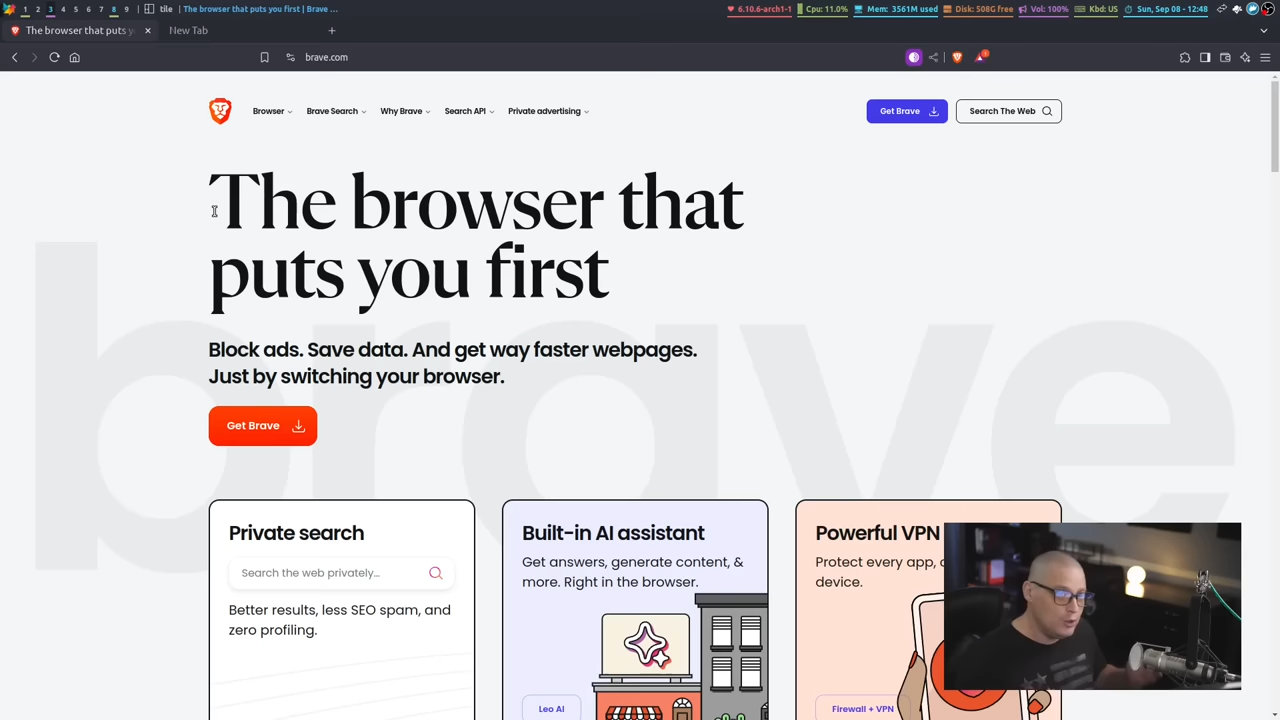 1 2 3 4 5 6 7 8 9 tile The browser that puts you first | Brave ... 6.10.6-arch1-1 Cpu: 11.0% Mem: 3561M used Disk: 508G free Vol: 100% Kbd: US Sun, Sep 08 - 12:48
The browser that puts y New Tab
brave.com
Browser Brave Search Why Brave Search API Private advertising Get Brave Search The Web
The browser that
puts you first
Block ads. Save data. And get way faster webpages.
Just by switching your browser.
Get Brave
brave
Private search
Search the web privately...
Better results, less SEO spam, and
zero profiling.
Built-in AI assistant
Get answers, generate content, &
more. Right in the browser.
Leo AI
Powerful VPN
Protect every app,
device.
Firewall + VPN